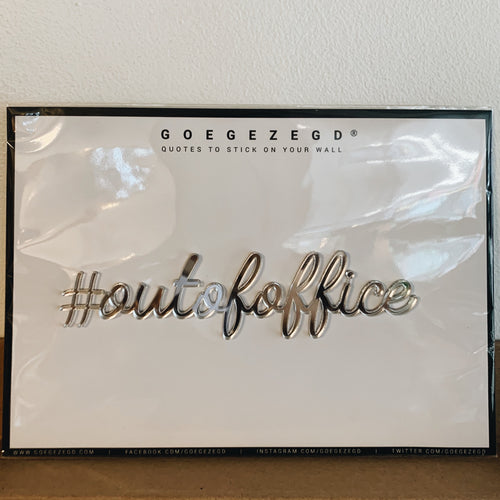 GOEGEZEGD®
QUOTES TO STICK ON YOUR WALL
#outofoffice
WWW.GOEGEZEGD.COM | FACEBOOK.COM/GOEGEZEGD | INSTAGRAM.COM/GOEGEZEGD | TWITTER.COM/GOEGEZEGD